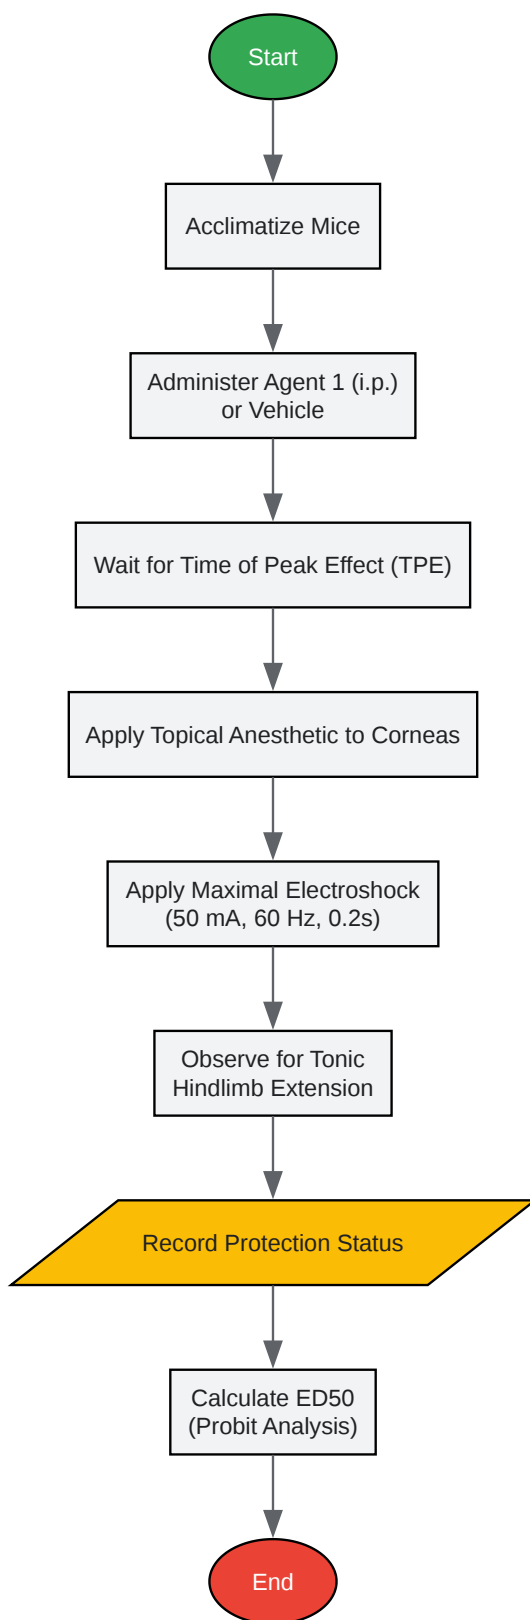 Start
Acclimatize Mice
Administer Agent 1 (i.p.)
or Vehicle
Wait for Time of Peak Effect (TPE)
Apply Topical Anesthetic to Corneas
Apply Maximal Electroshock
(50 mA, 60 Hz, 0.2s)
Observe for Tonic
Hindlimb Extension
Record Protection Status
Calculate ED50
(Probit Analysis)
End